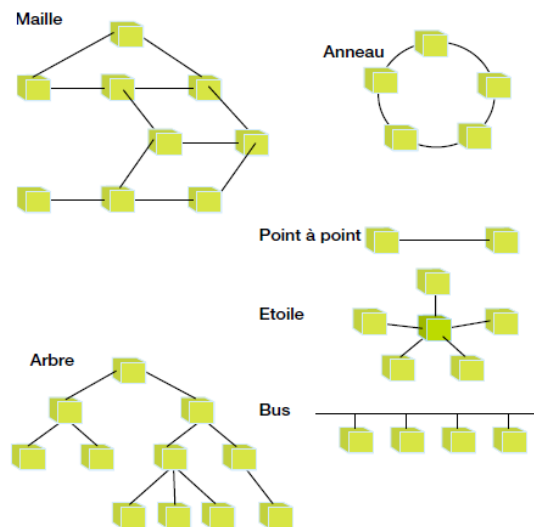 Maille
Anneau
Point à point
Etoile
Arbre
Bus